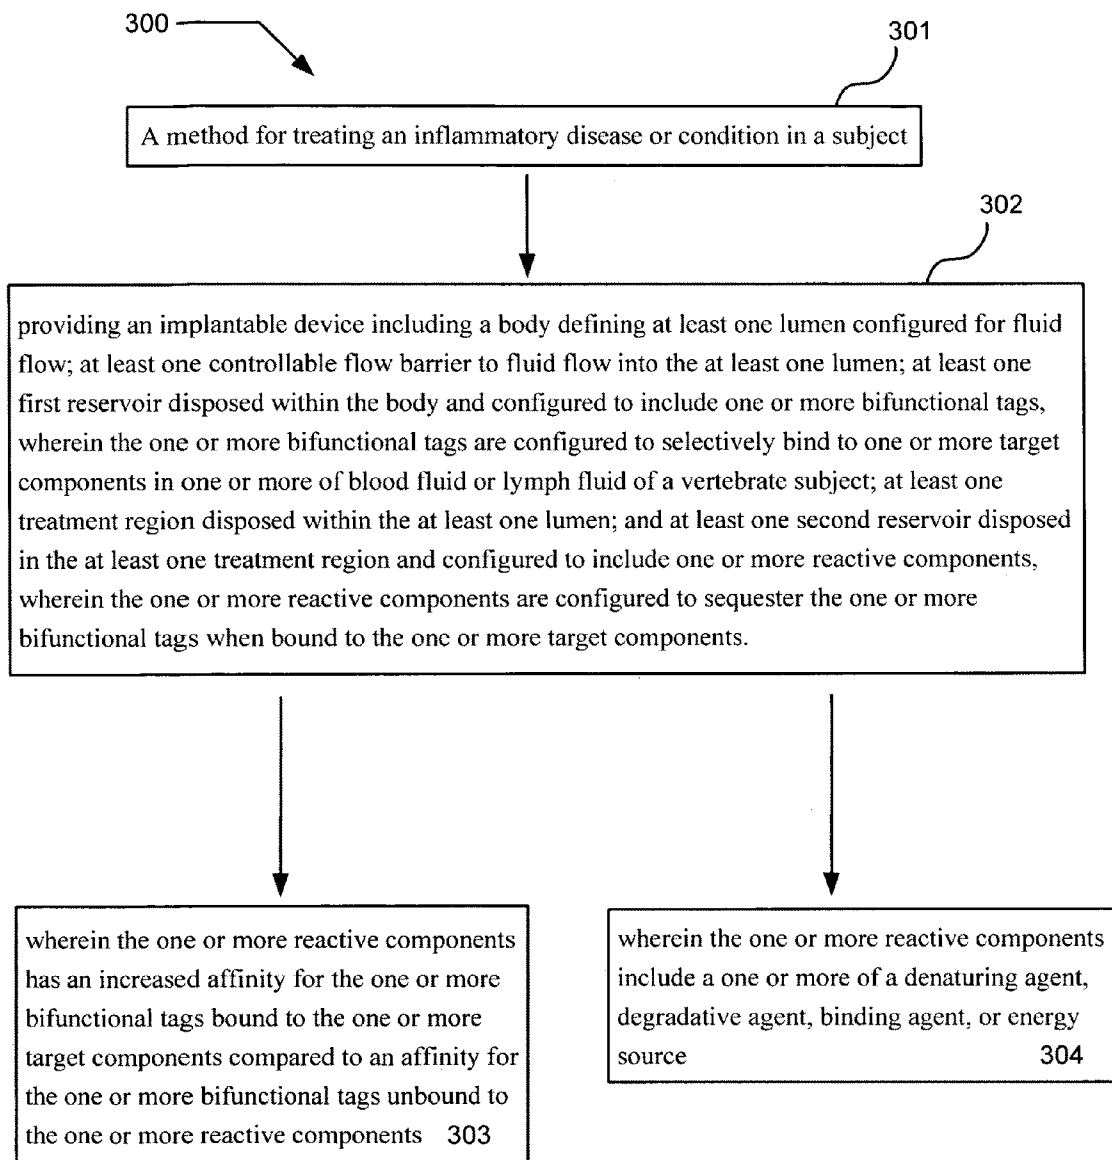 300
301
A method for treating an inflammatory disease or condition in a subject
302
providing an implantable device including a body defining at least one lumen configured for fluid
flow; at least one controllable flow barrier to fluid flow into the at least one lumen; at least one
first reservoir disposed within the body and configured to include one or more bifunctional tags,
wherein the one or more bifunctional tags are configured to selectively bind to one or more target
components in one or more of blood fluid or lymph fluid of a vertebrate subject; at least one
treatment region disposed within the at least one lumen; and at least one second reservoir disposed
in the at least one treatment region and configured to include one or more reactive components,
wherein the one or more reactive components are configured to sequester the one or more
bifunctional tags when bound to the one or more target components.
wherein the one or more reactive components
has an increased affinity for the one or more
bifunctional tags bound to the one or more
target components compared to an affinity for
the one or more bifunctional tags unbound to
the one or more reactive components 303
wherein the one or more reactive components
include a one or more of a denaturing agent,
degradative agent, binding agent, or energy
source 304